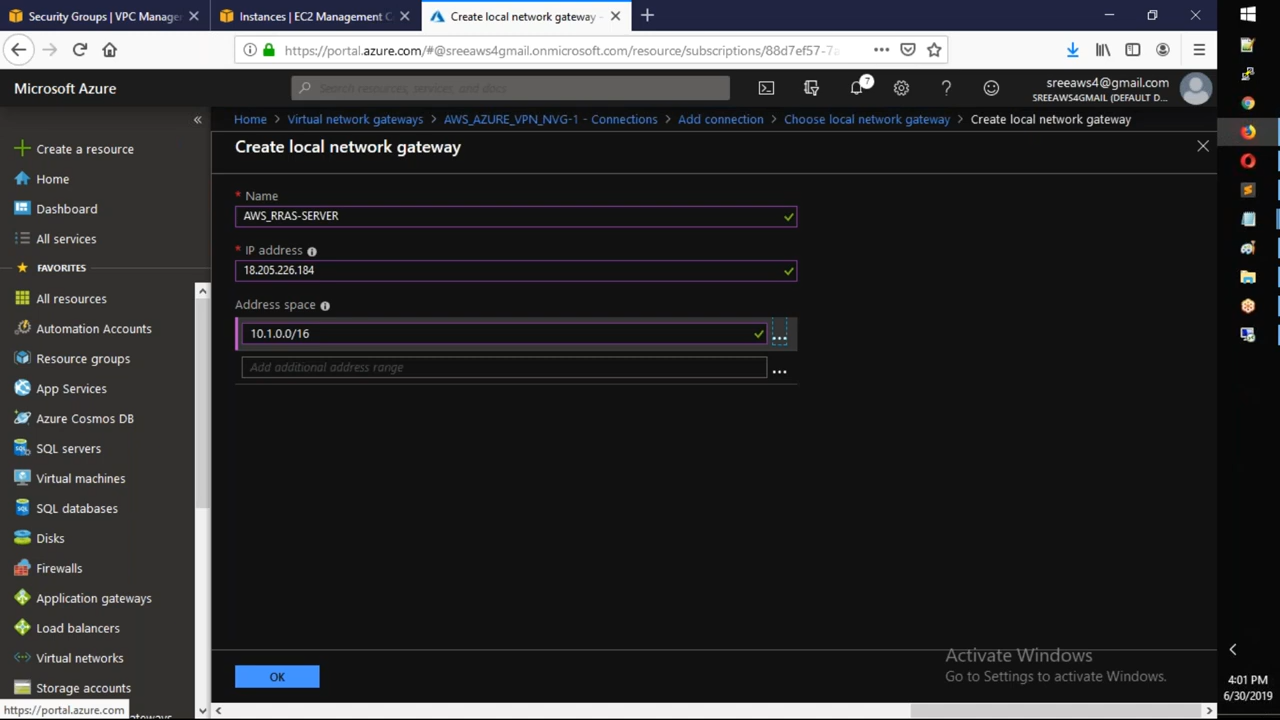 Security Groups | VPC Manage
Instances | EC2 Management C
Create local network gateway -
https://portal.azure.com/#@sreeaws4gmail.onmicrosoft.com/resource/subscriptions/88d7ef57-7a
Microsoft Azure
Search resources, services, and docs
7
sreeaws4@gmail.com
SREEAWS4GMAIL (DEFAULT D...
Home > Virtual network gateways > AWS_AZURE_VPN_NVG-1 - Connections > Add connection > Choose local network gateway > Create local network gateway
Create local network gateway
«
Create a resource
Home
Dashboard
All services
FAVORITES
All resources
Automation Accounts
Resource groups
App Services
Azure Cosmos DB
SQL servers
Virtual machines
SQL databases
Disks
Firewalls
Application gateways
Load balancers
Virtual networks
Storage accounts
https://portal.azure.com
* Name
AWS_RRAS-SERVER
* IP address
18.205.226.184
Address space
10.1.0.0/16
...
Add additional address range
...
OK
Activate Windows
Go to Settings to activate Windows.
4:01 PM
6/30/2019